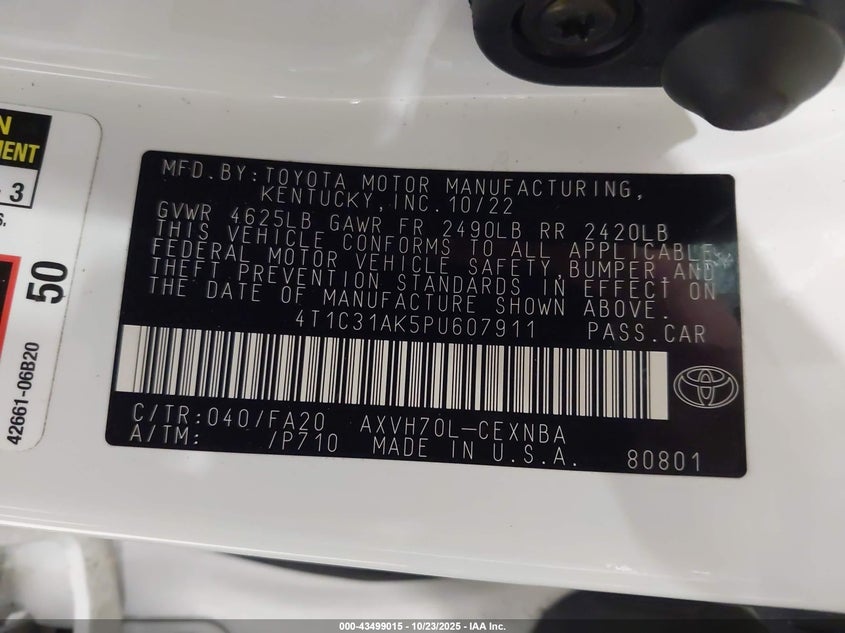 MFD.BY:TOYOTA MOTOR MANUFACTURING,
KENTUCKY,INC.10/22
GVWR 4625LB GAWR FR 2490LB RR 2420LB
THIS VEHICLE CONFORMS TO ALL APPLICABLE
FEDERAL MOTOR VEHICLE SAFETY,BUMPER,AND
THEFT PREVENTION STANDARDS IN EFFECT ON
THE DATE OF MANUFACTURE SHOWN ABOVE.
4T1C31AK5PU607911 PASS.CAR
C/TR:040/FA20 AXVH70L-CEXNBA
A/TM: /P710 MADE IN U.S.A. 80801
3
50
42661-06B20
000-43499015 - 10/23/2025 - IAA Inc.